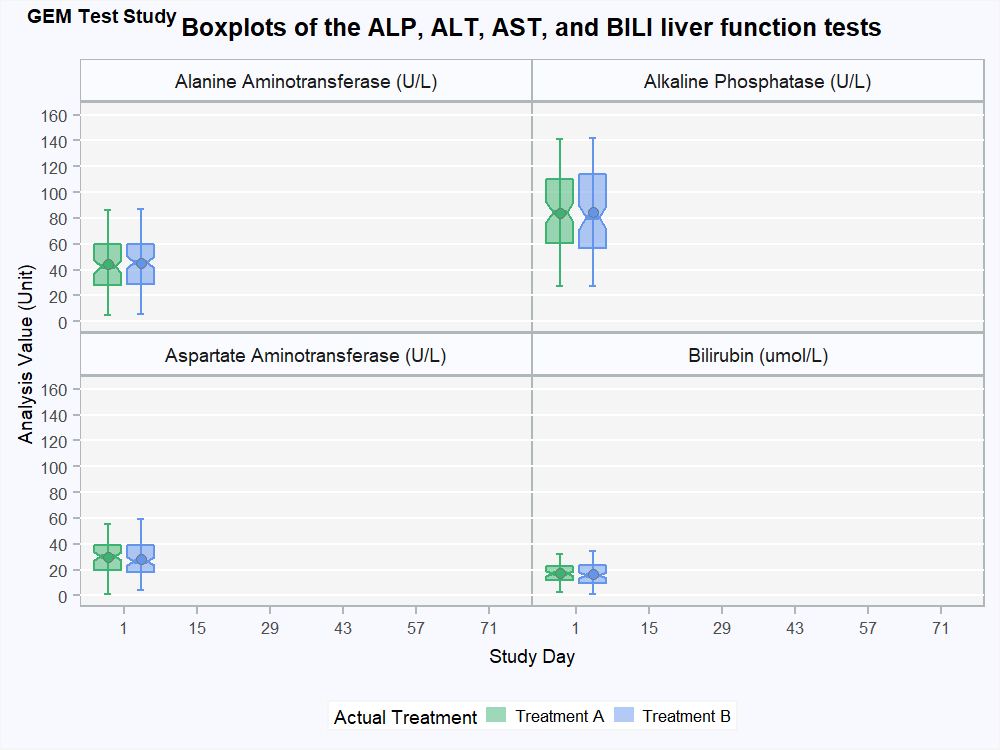 GEM Test Study
Boxplots of the ALP, ALT, AST, and BILI liver function tests
Alanine Aminotransferase (U/L)
Alkaline Phosphatase (U/L)
160
140
120
100
80
60
40
20
0
Analysis Value (Unit)
Aspartate Aminotransferase (U/L)
Bilirubin (umol/L)
160
140
120
100
80
60
40
20
0
1 15 29 43 57 71 1 15 29 43 57 71
Study Day
Actual Treatment Treatment A Treatment B